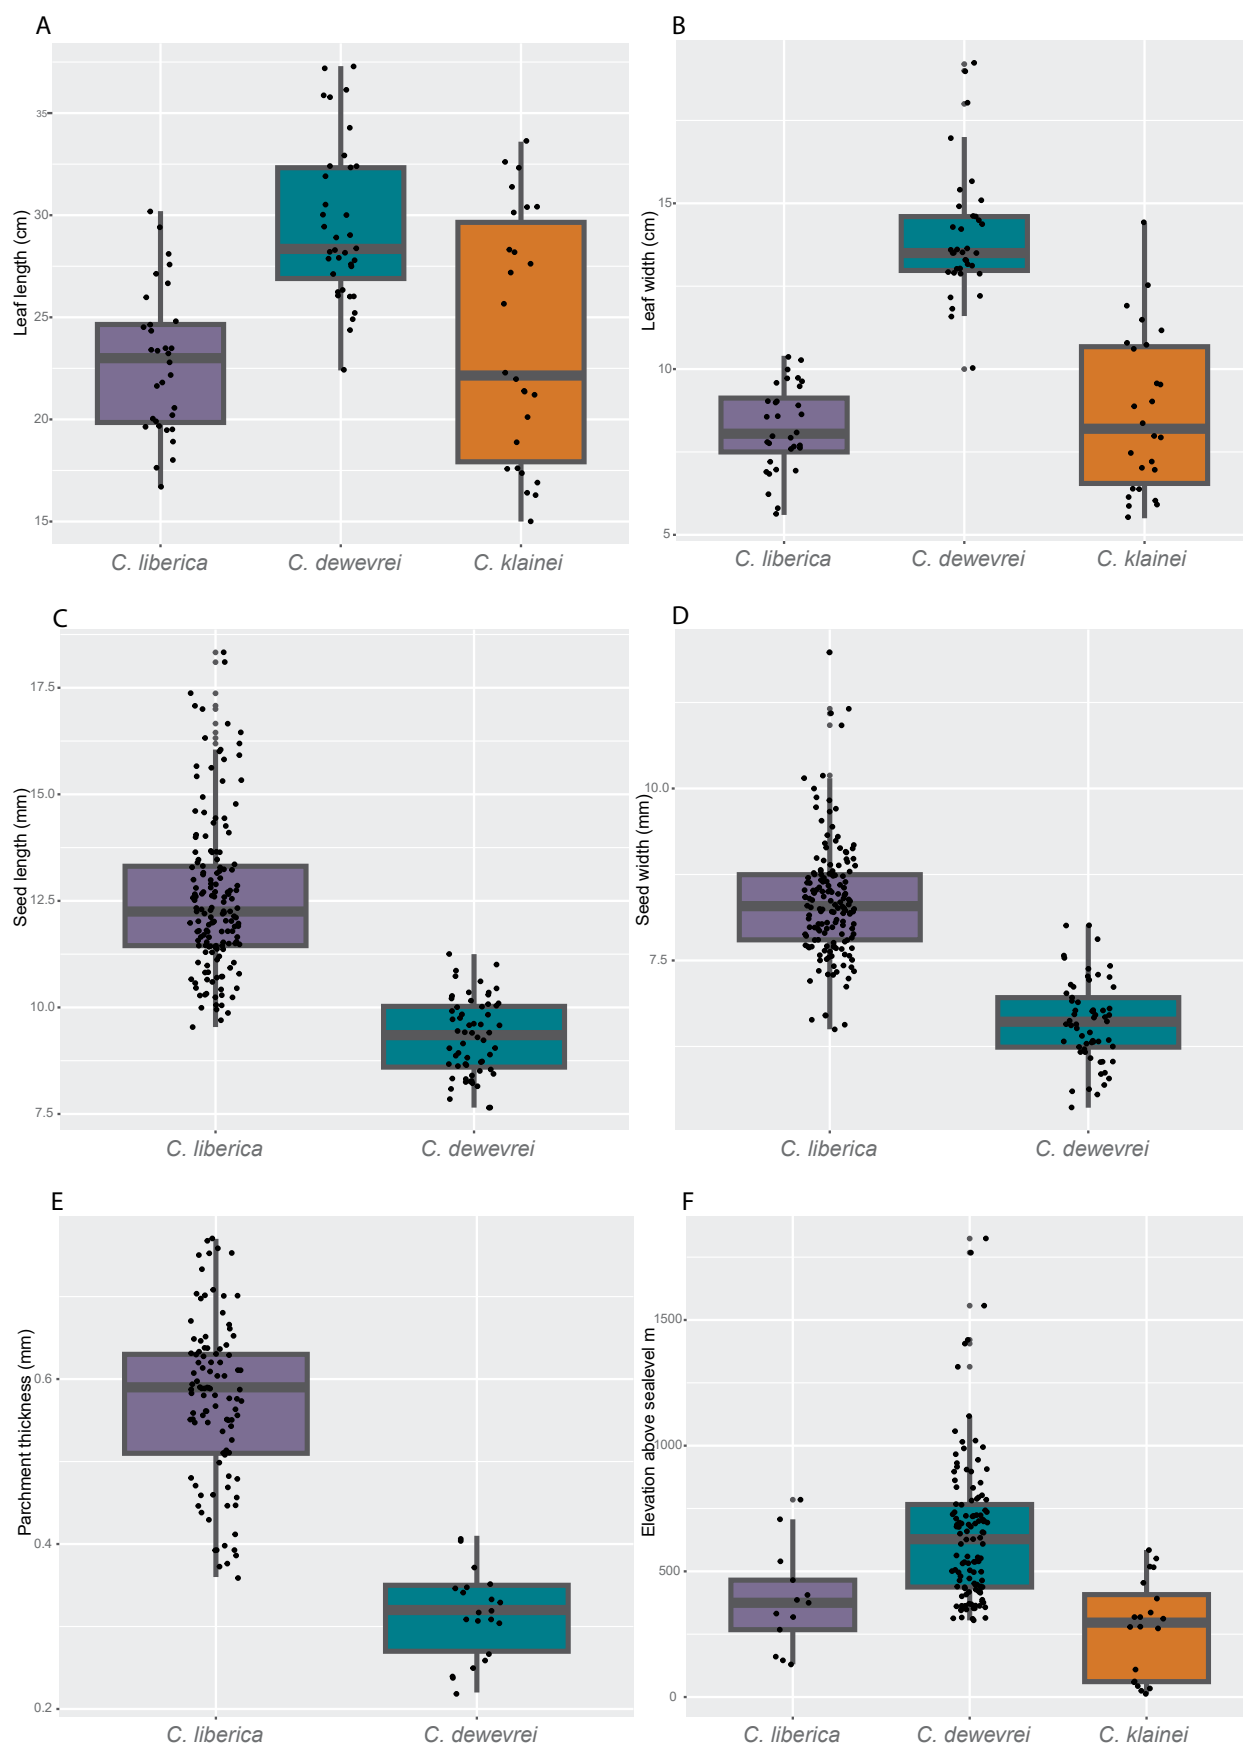 A
Leaf length (cm)
35
30
25
20
15
C. liberica C. dewevrei C. klainei
B
Leaf width (cm)
15
10
5
C. liberica C. dewevrei C. klainei
C
Seed length (mm)
17.5
15.0
12.5
10.0
7.5
C. liberica C. dewevrei
D
Seed width (mm)
10.0
7.5
C. liberica C. dewevrei
E
Parchment thickness (mm)
0.6
0.4
0.2
C. liberica C. dewevrei
F
Elevation above sealevel m
1500
1000
500
0
C. liberica C. dewevrei C. klainei